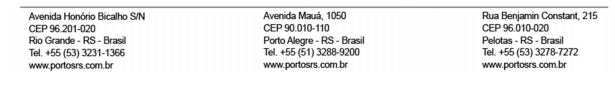 Avenida Honório Bicalho S/N
CEP 96.201-020
Rio Grande - RS - Brasil
Tel. +55 (53) 3231-1366
www.portosrs.com.br
Avenida Mauá, 1050
CEP 90.010-110
Porto Alegre - RS - Brasil
Tel. +55 (51) 3288-9200
www.portosrs.com.br
Rua Benjamin Constant, 215
CEP 96.010-020
Pelotas - RS - Brasil
Tel. +55 (53) 3278-7272
www.portosrs.com.br